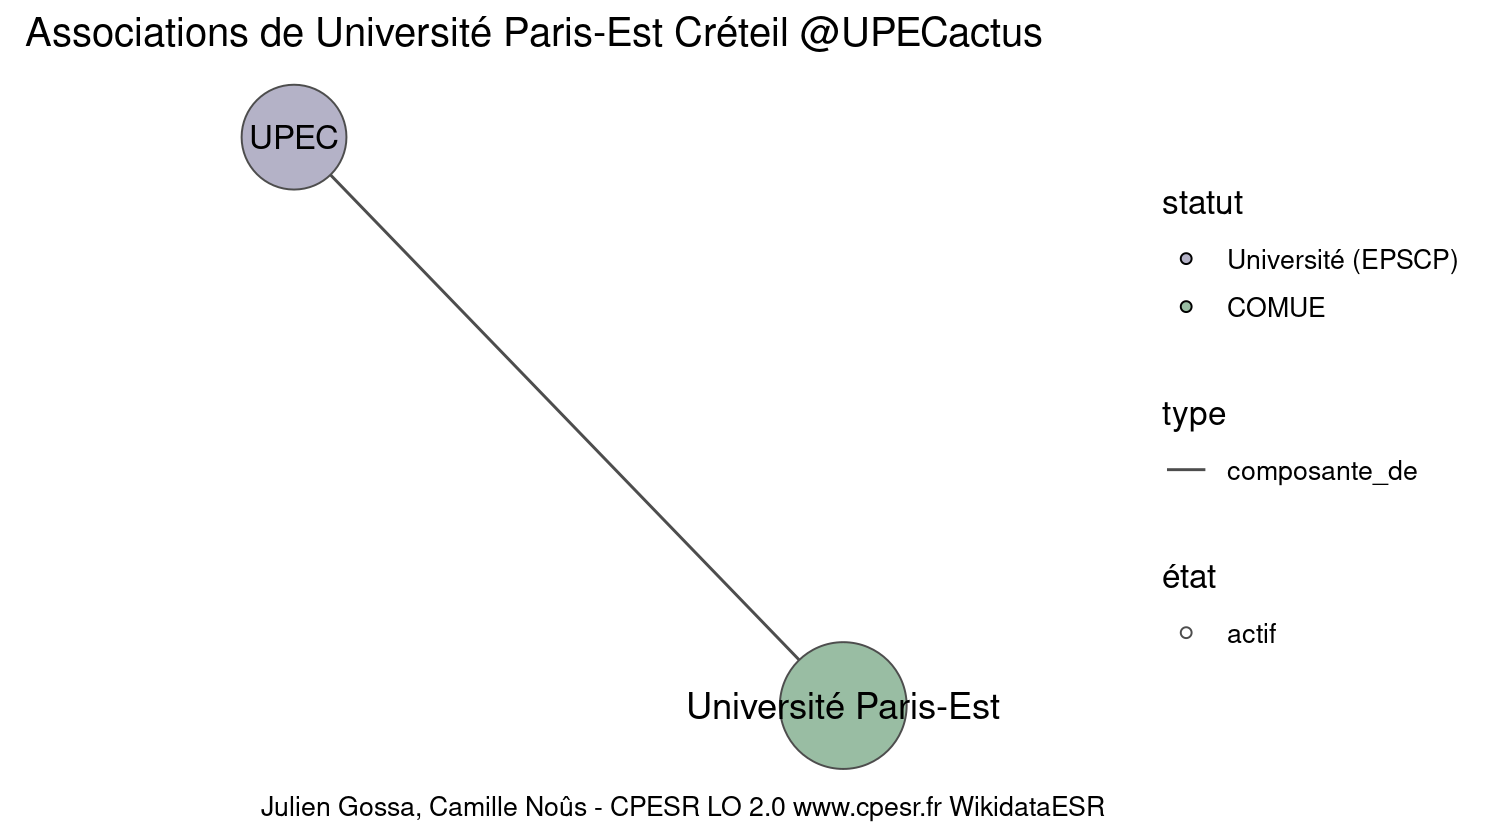 Associations de Université Paris-Est Créteil @UPECactus
UPEC
Université Paris-Est
statut
Université (EPSCP)
COMUE
type
composante_de
état
actif
Julien Gossa, Camille Noûs - CPESR LO 2.0 www.cpesr.fr WikidataESR